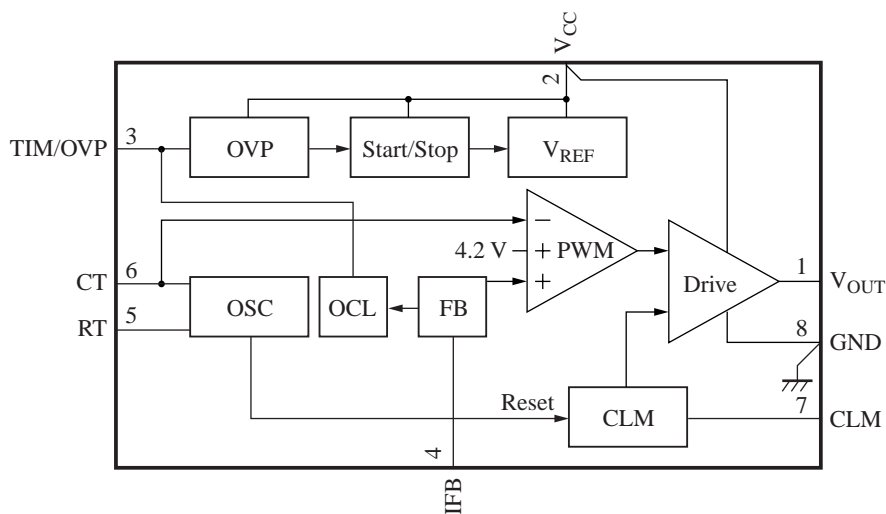 VCC
2
TIM/OVP
3
OVP
Start/Stop
VREF
CT
6
RT
5
OSC
OCL
FB
−
4.2 V
+
PWM
+
Drive
1
VOUT
8
GND
Reset
CLM
7
CLM
4
IFB